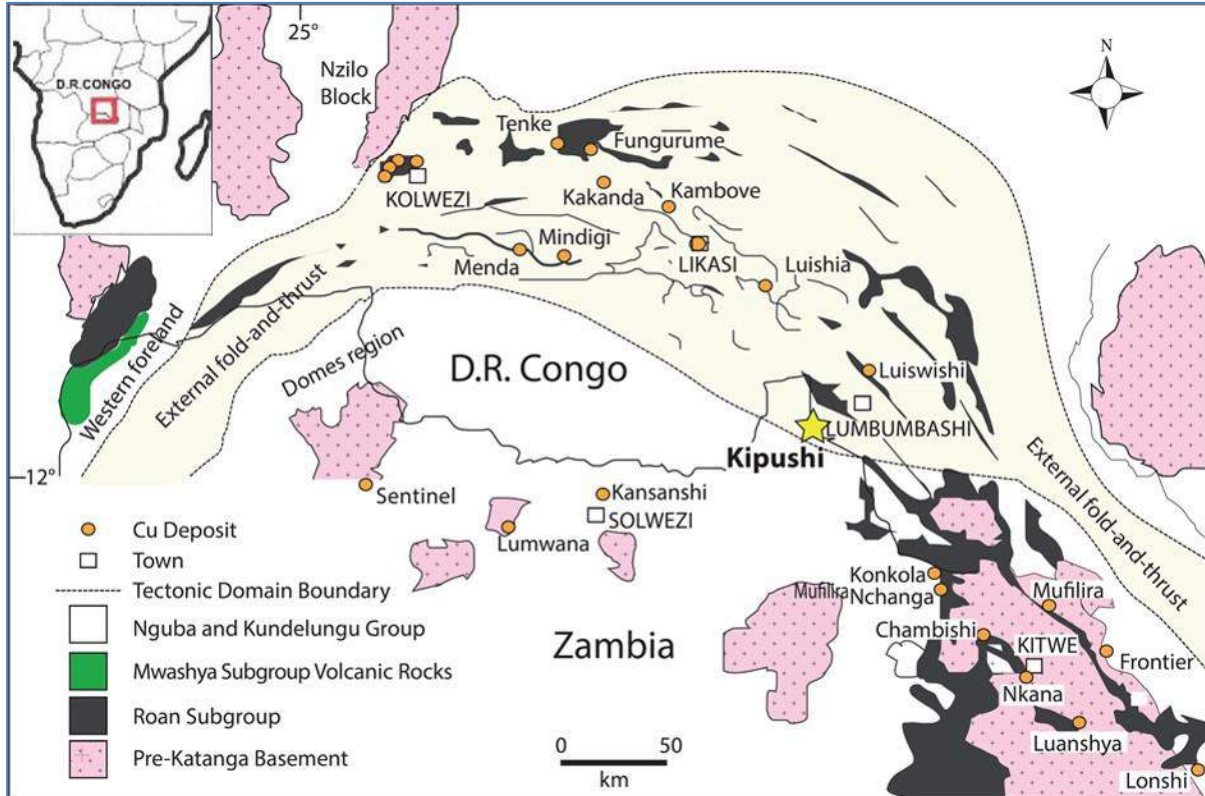 25°
D.R.CONGO
N
Nzilo
Block
Tenke
Fungurume
KOLWEZI
Kakanda
Kambove
Menda
Mindigi
LIKASI
Luishia
Western foreland
External fold-and-thrust
Domes region
D.R. Congo
Luiswishi
LUMBUMBASHI
Kipushi
External fold-and-thrust
12°
Sentinel
Kansanshi
SOLWEZI
Lumwana
Konkola
Mufilira
Nchanga
Mufilira
Chambishi
KITWE
Frontier
Nkana
Luanshya
Lonshi
Zambia
Cu Deposit
Town
Tectonic Domain Boundary
Nguba and Kundelungu Group
Mwashya Subgroup Volcanic Rocks
Roan Subgroup
Pre-Katanga Basement
0 50
km